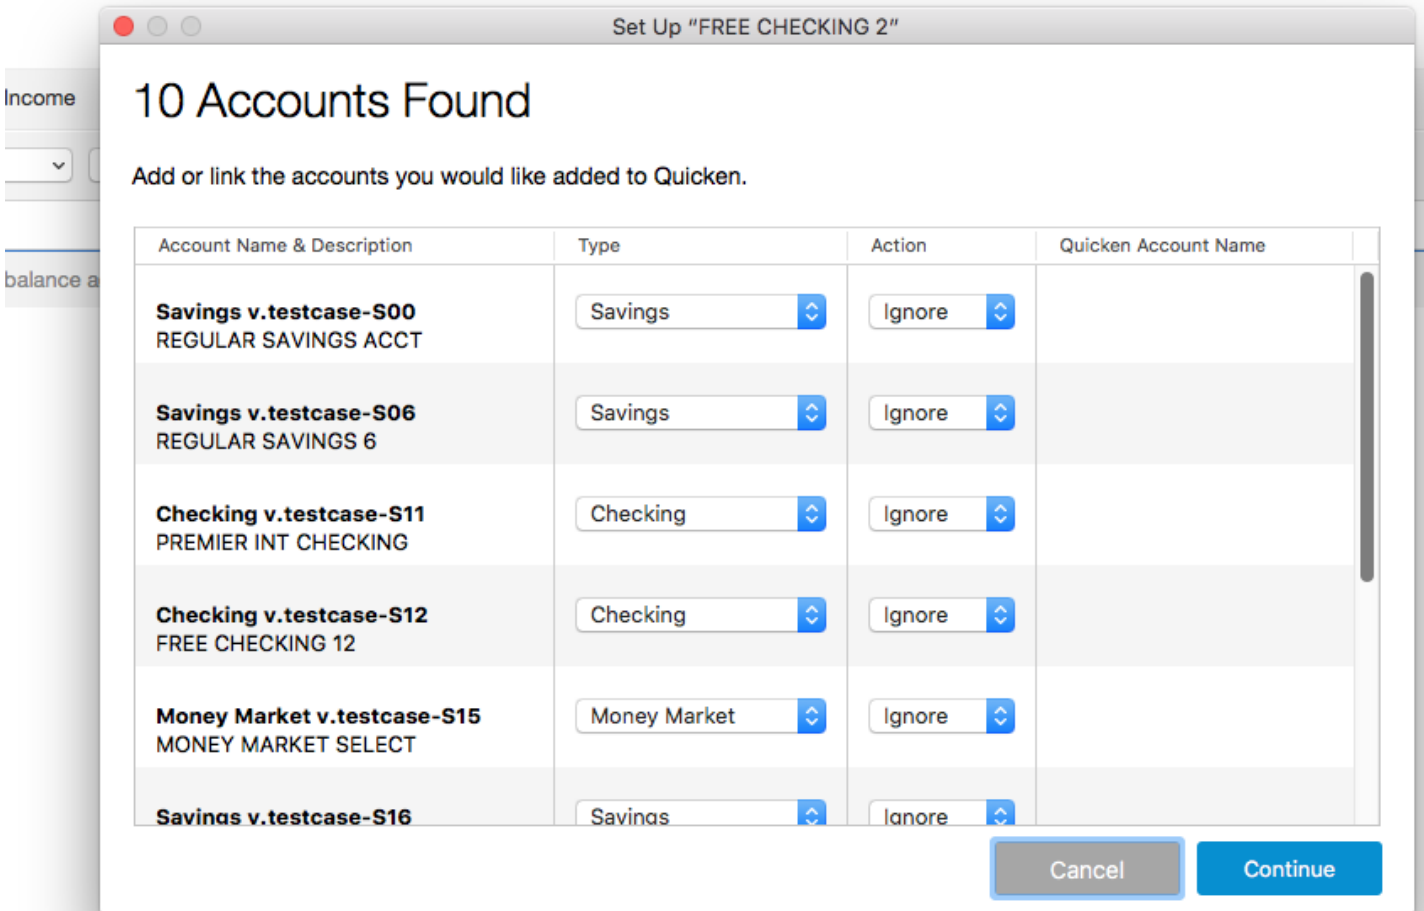 Set Up “FREE CHECKING 2”
Income
10 Accounts Found
Add or link the accounts you would like added to Quicken.
balance a
Account Name & Description Type Action Quicken Account Name
Savings v.testcase-S00 Savings Ignore
REGULAR SAVINGS ACCT
Savings v.testcase-S06 Savings Ignore
REGULAR SAVINGS 6
Checking v.testcase-S11 Checking Ignore
PREMIER INT CHECKING
Checking v.testcase-S12 Checking Ignore
FREE CHECKING 12
Money Market v.testcase-S15 Money Market Ignore
MONEY MARKET SELECT
Savings v.testcase-S16 Savings Ignore
Cancel Continue